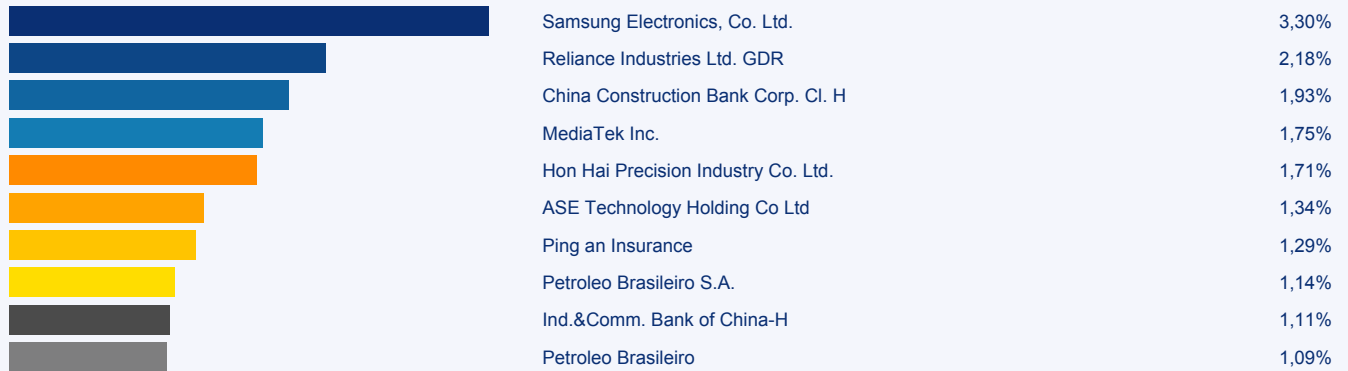 Samsung Electronics, Co. Ltd. 3,30%
Reliance Industries Ltd. GDR 2,18%
China Construction Bank Corp. Cl. H 1,93%
MediaTek Inc. 1,75%
Hon Hai Precision Industry Co. Ltd. 1,71%
ASE Technology Holding Co Ltd 1,34%
Ping an Insurance 1,29%
Petroleo Brasileiro S.A. 1,14%
Ind.&Comm. Bank of China-H 1,11%
Petroleo Brasileiro 1,09%